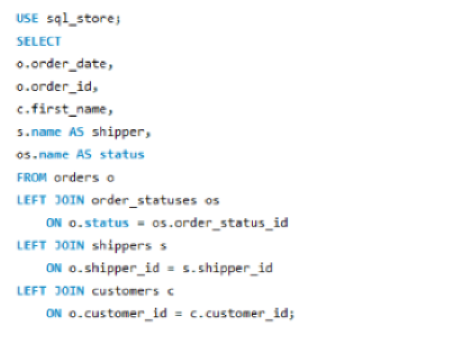 USE sql_store;
SELECT
o.order_date,
o.order_id,
c.first_name,
s.name AS shipper,
os.name AS status
FROM orders o
LEFT JOIN order_statuses os
ON o.status = os.order_status_id
LEFT JOIN shippers s
ON o.shipper_id = s.shipper_id
LEFT JOIN customers c
ON o.customer_id = c.customer_id;